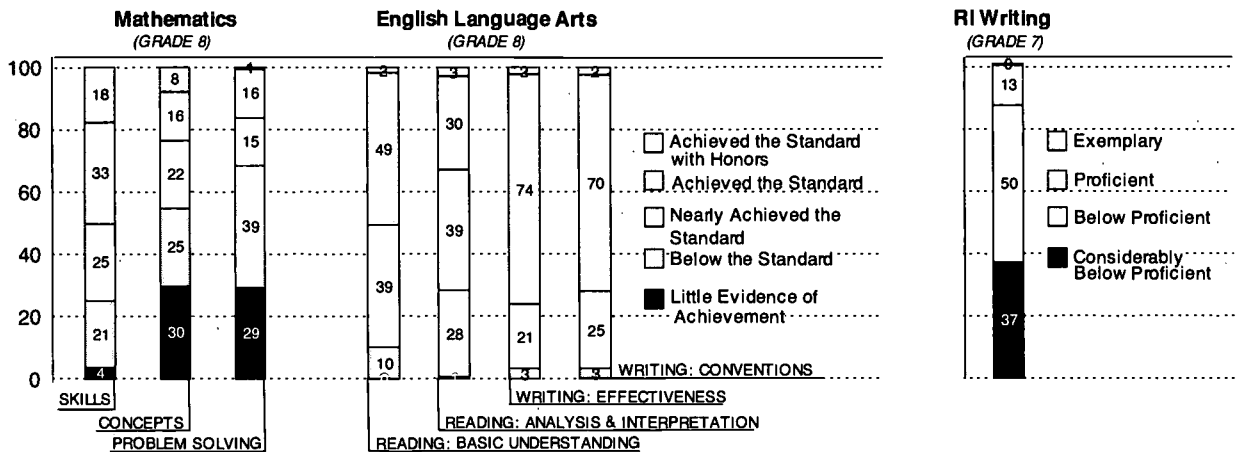 Mathematics
(GRADE 8)
English Language Arts
(GRADE 8)
RI Writing
(GRADE 7)
100
80
60
40
20
0
18
33
25
21
4
8
16
22
25
30
1
16
15
39
29
2
49
39
10
0
3
30
39
28
2
74
21
3
2
70
25
3
Achieved the Standard
with Honors
Achieved the Standard
Nearly Achieved the
Standard
Below the Standard
Little Evidence of
Achievement
0
13
50
37
Exemplary
Proficient
Below Proficient
Considerably
Below Proficient
SKILLS
CONCEPTS
PROBLEM SOLVING
WRITING: CONVENTIONS
WRITING: EFFECTIVENESS
READING: ANALYSIS & INTERPRETATION
READING: BASIC UNDERSTANDING